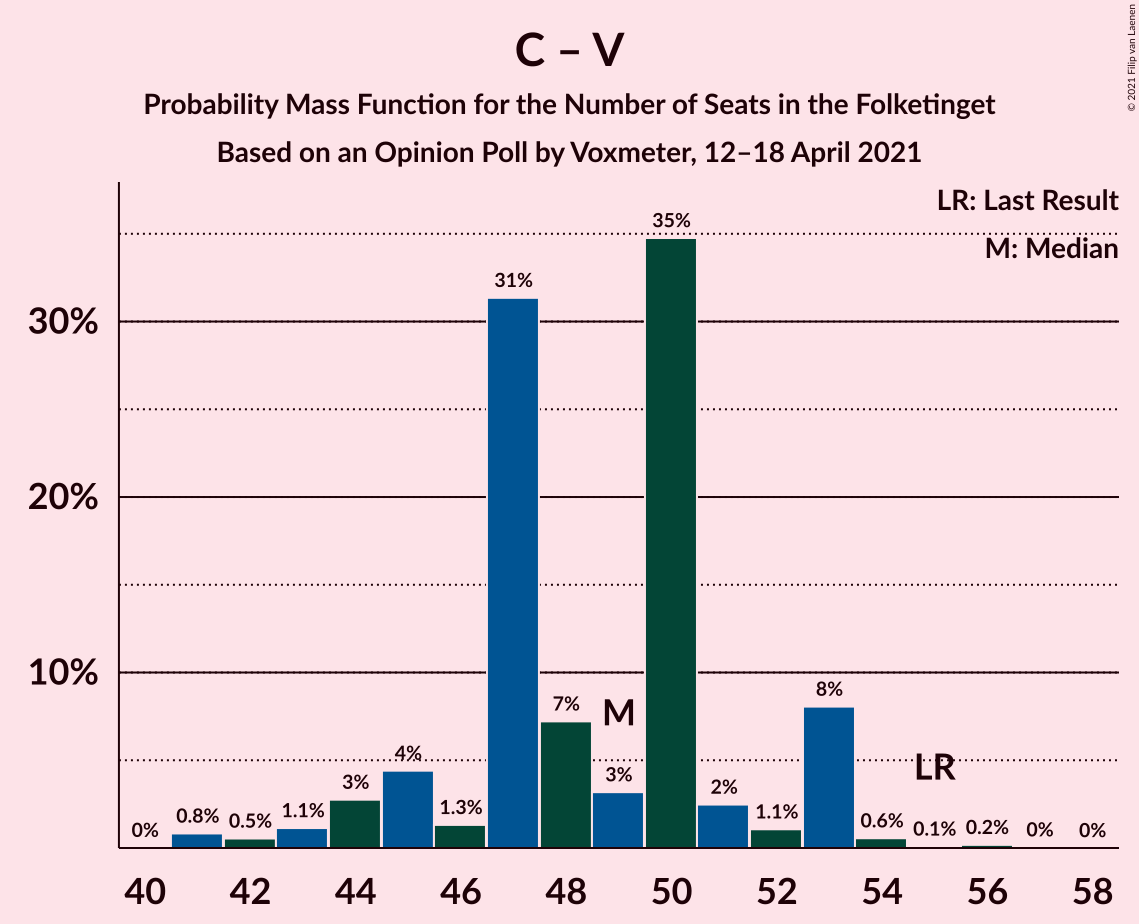 C – V
Probability Mass Function for the Number of Seats in the Folketinget
Based on an Opinion Poll by Voxmeter, 12–18 April 2021
© 2021 Filip van Laenen
LR: Last Result
M: Median
30%
20%
10%
0%
0.8%
0.5%
1.1%
3%
4%
1.3%
31%
7%
M
3%
35%
2%
1.1%
8%
0.6%
LR
0.1%
0.2%
0%
0%
40 42 44 46 48 50 52 54 56 58